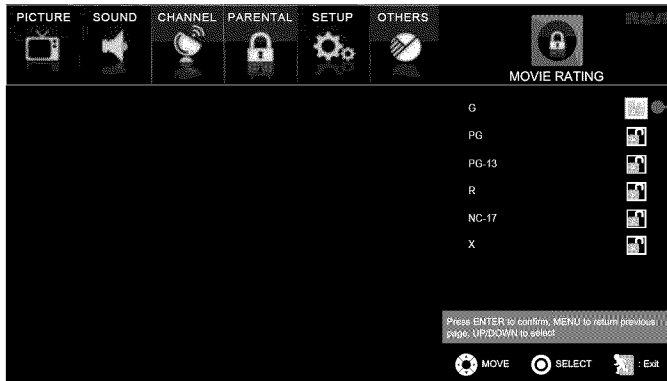 PICTURE SOUND CHANNEL PARENTAL SETUP OTHERS
RCA
MOVIE RATING
G
PG
PG-13
R
NC-17
X
Press ENTER to confirm, MENU to return previous
page, UP/DOWN to select
MOVE SELECT : Exit